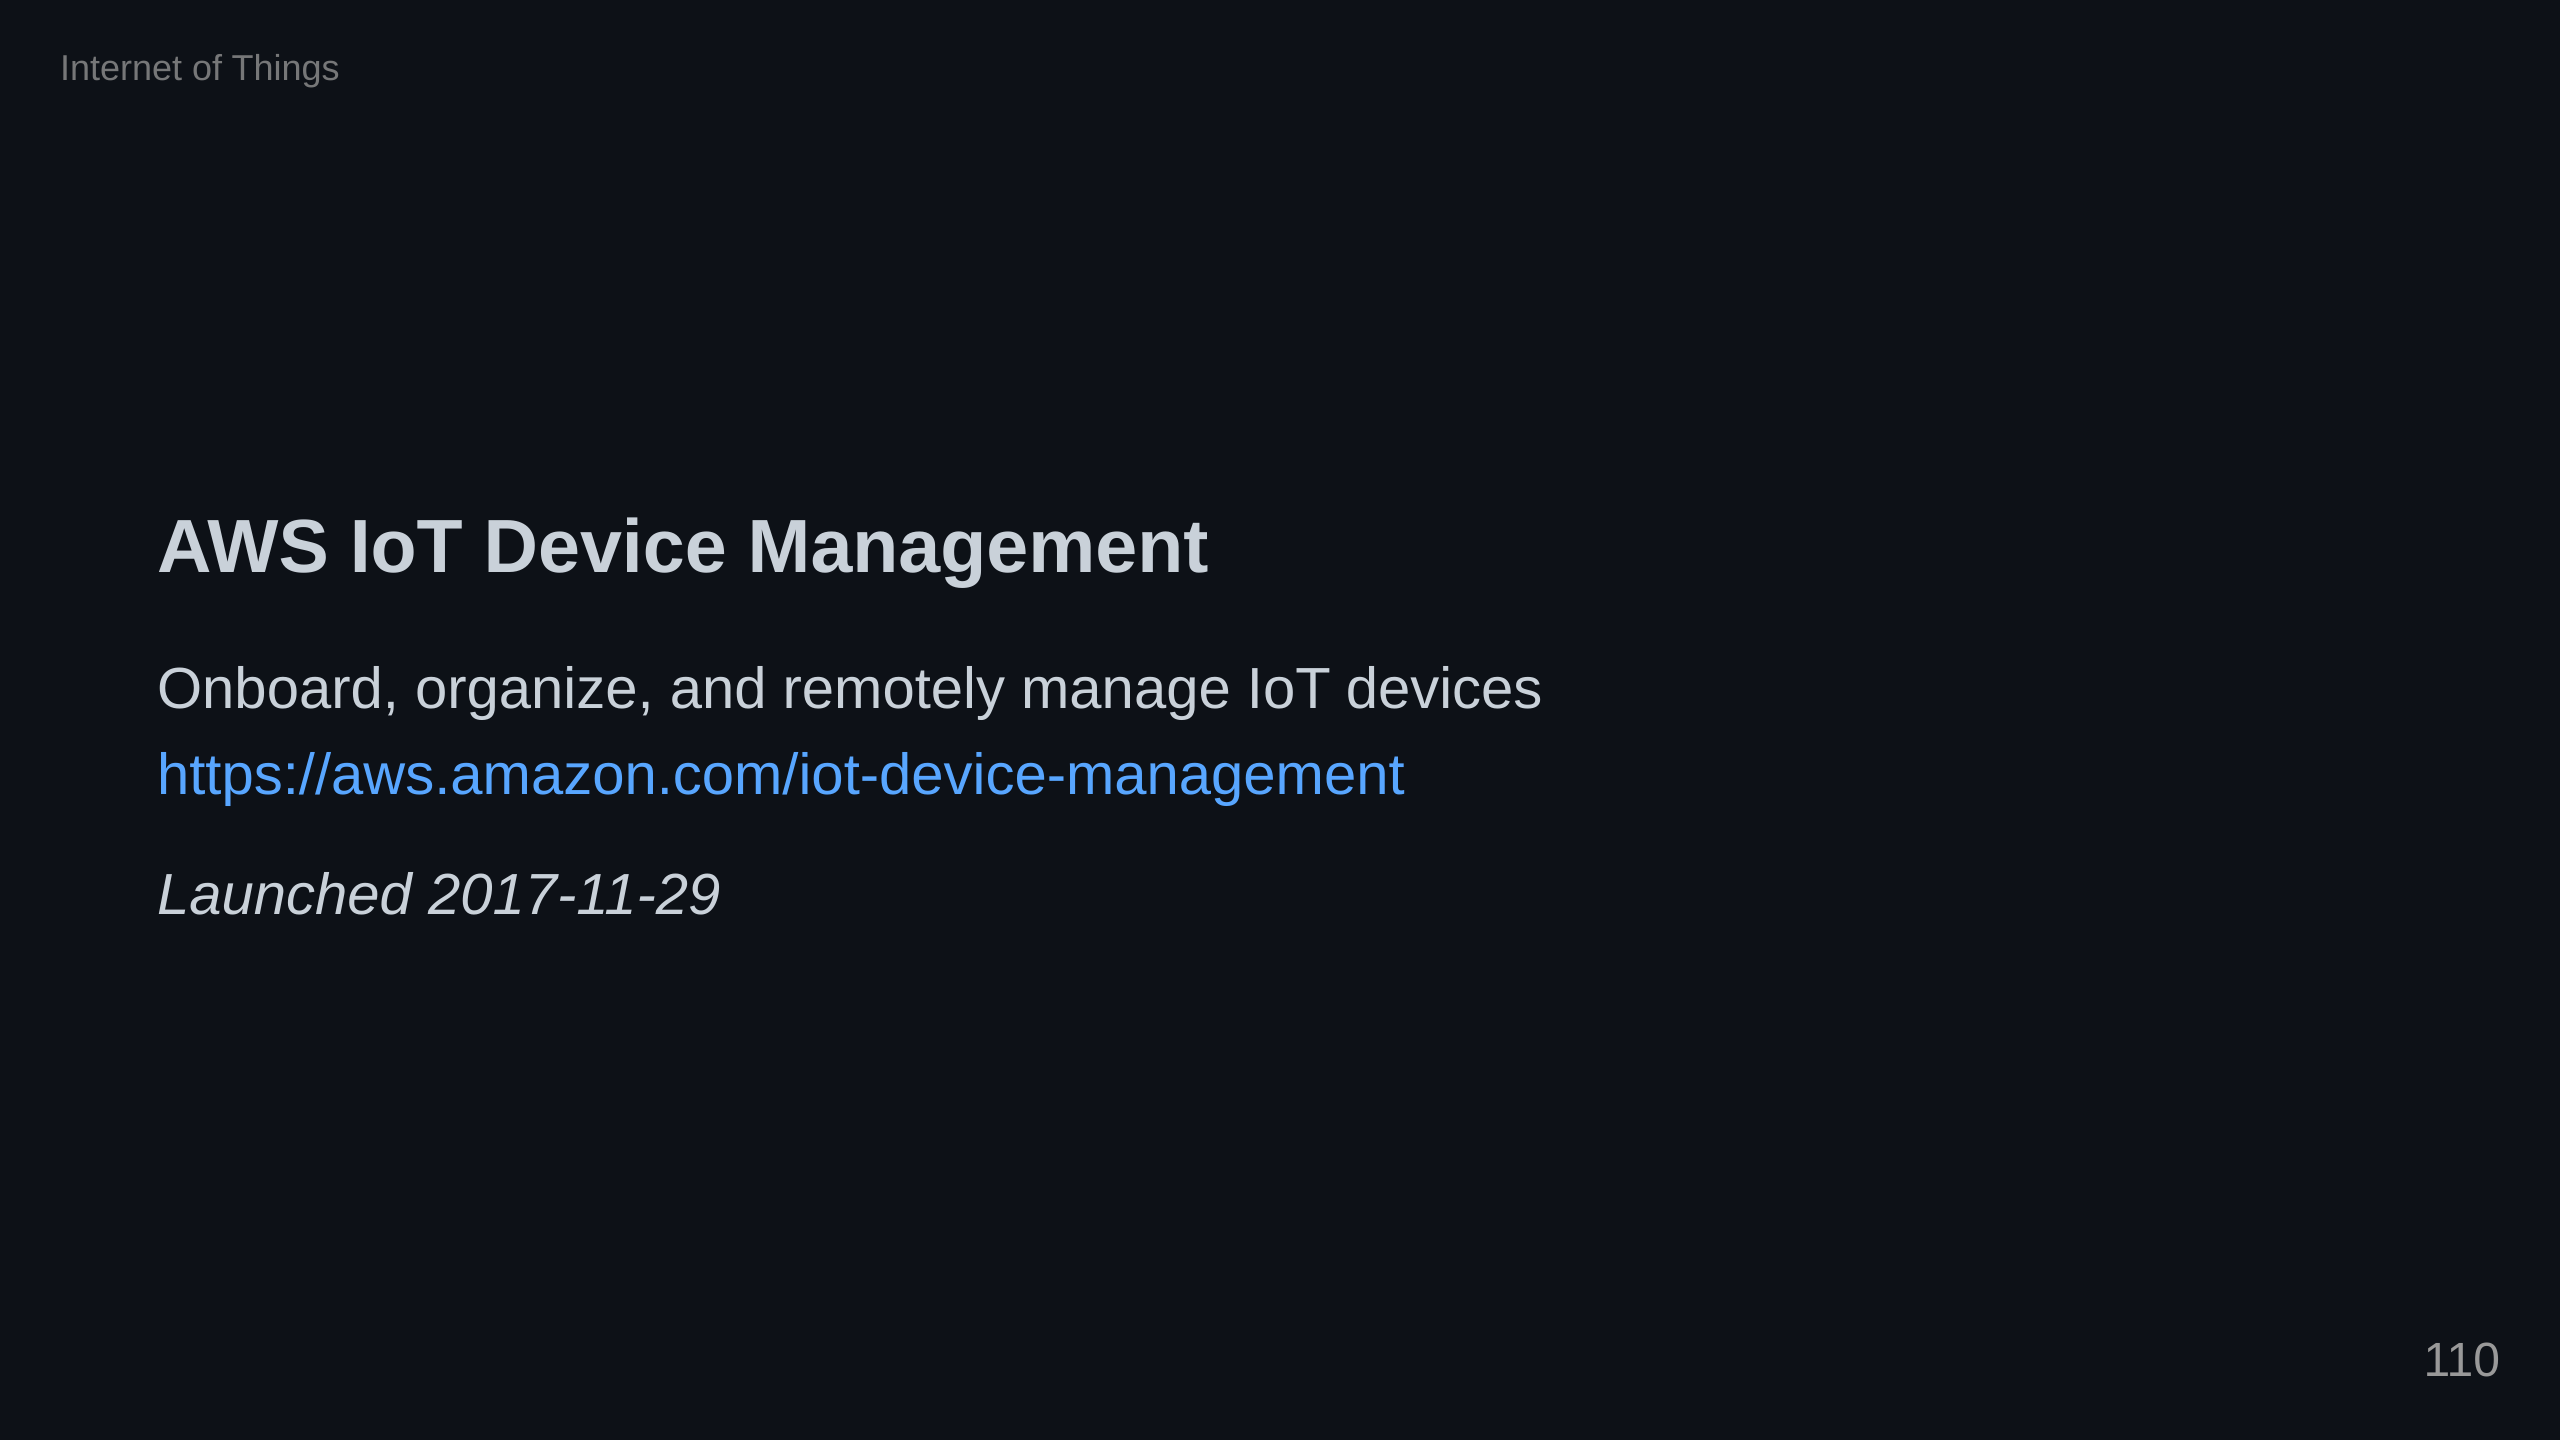 Internet of Things
AWS IoT Device Management
Onboard, organize, and remotely manage IoT devices
https://aws.amazon.com/iot-device-management
Launched 2017-11-29
110